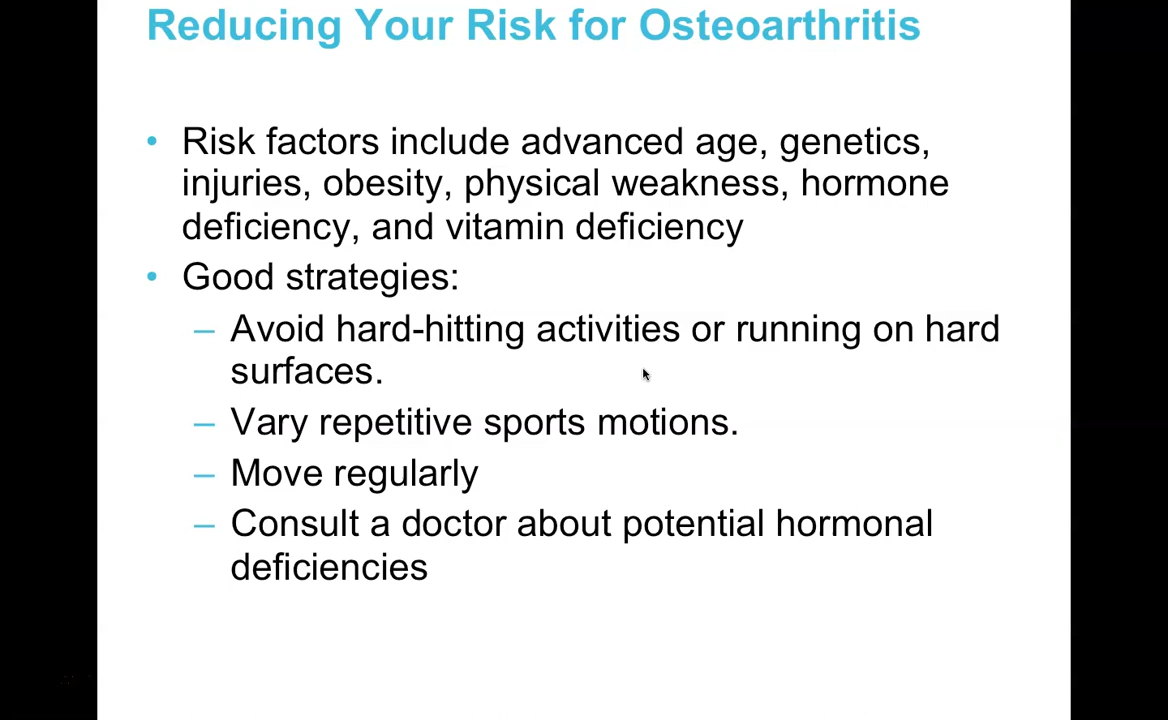 Reducing Your Risk for Osteoarthritis
• Risk factors include advanced age, genetics,
injuries, obesity, physical weakness, hormone
deficiency, and vitamin deficiency
• Good strategies:
– Avoid hard-hitting activities or running on hard
surfaces.
– Vary repetitive sports motions.
– Move regularly
– Consult a doctor about potential hormonal
deficiencies